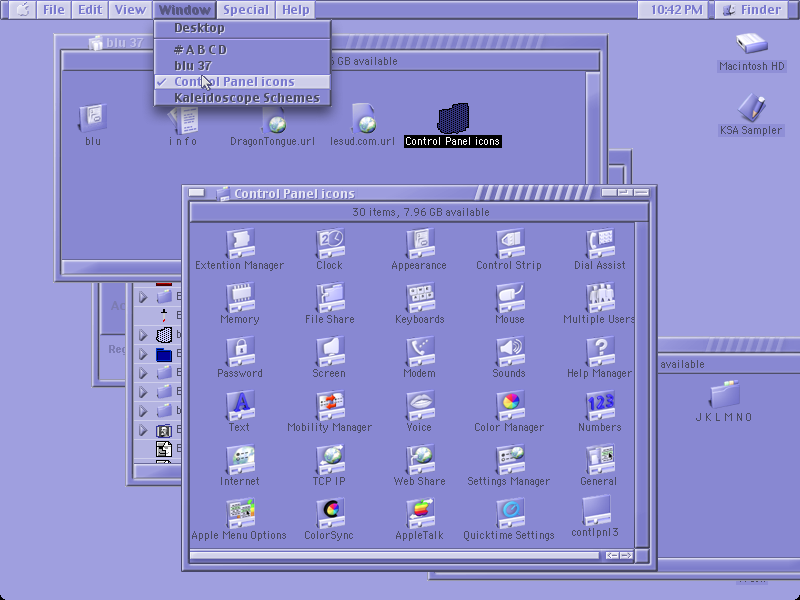 File Edit View Window Special Help 10:42 PM Finder
Desktop
# A B C D
blu 37
Control Panel icons
Kaleidoscope Schemes
blu 37
GB available
blu
i n f o
DragonTongue.url
lesud.com.url
Control Panel icons
Macintosh HD
KSA Sampler
Control Panel icons
30 items, 7.96 GB available
Extention Manager Clock Appearance Control Strip Dial Assist
Memory File Share Keyboards Mouse Multiple Users
Password Screen Modem Sounds Help Manager
Text Mobility Manager Voice Color Manager Numbers
Internet TCP IP Web Share Settings Manager General
Apple Menu Options ColorSync AppleTalk Quicktime Settings contlpnl3
available
J K L M N O